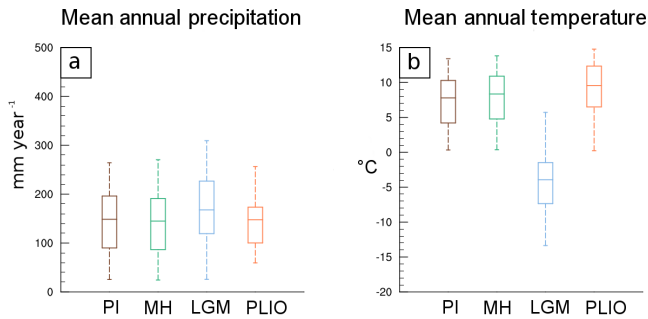 Mean annual precipitation
Mean annual temperature
a
b
mm year -1
500
400
300
200
100
0
°C
15
10
5
0
-5
-10
-15
-20
PI MH LGM PLIO
PI MH LGM PLIO